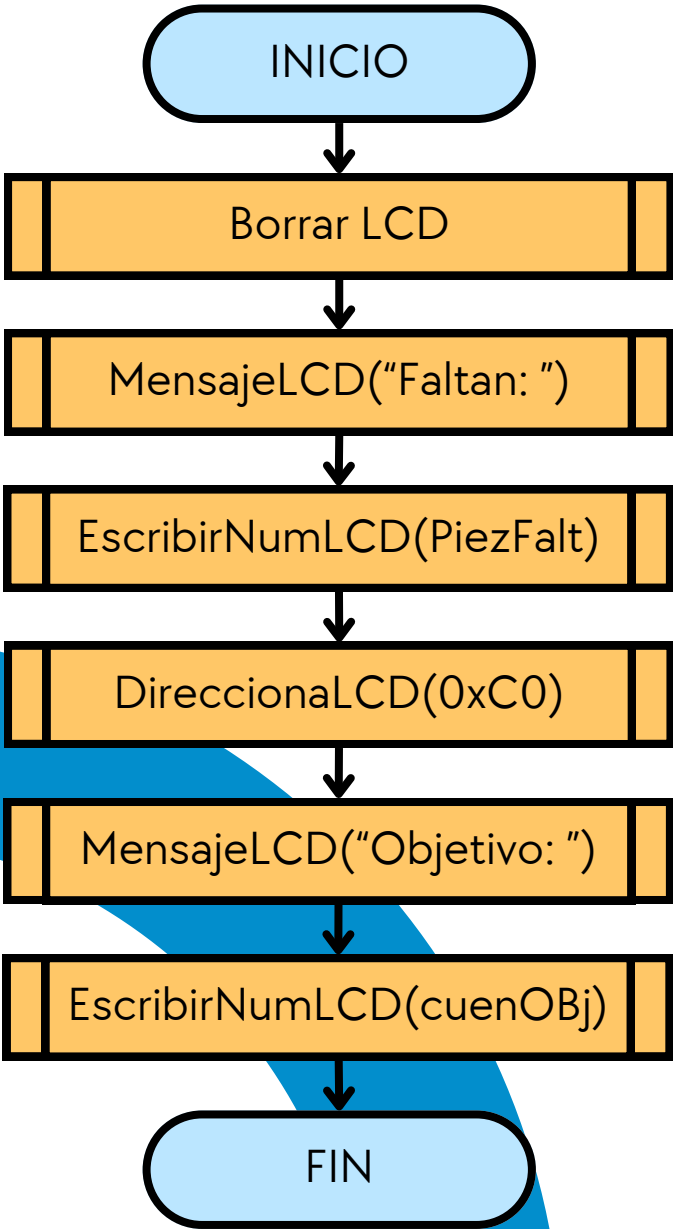 INICIO
Borrar LCD
MensajeLCD(“Faltan: ”)
EscribirNumLCD(PiezFalt)
DireccionaLCD(0xC0)
MensajeLCD(“Objetivo: ”)
EscribirNumLCD(cuenOBj)
FIN